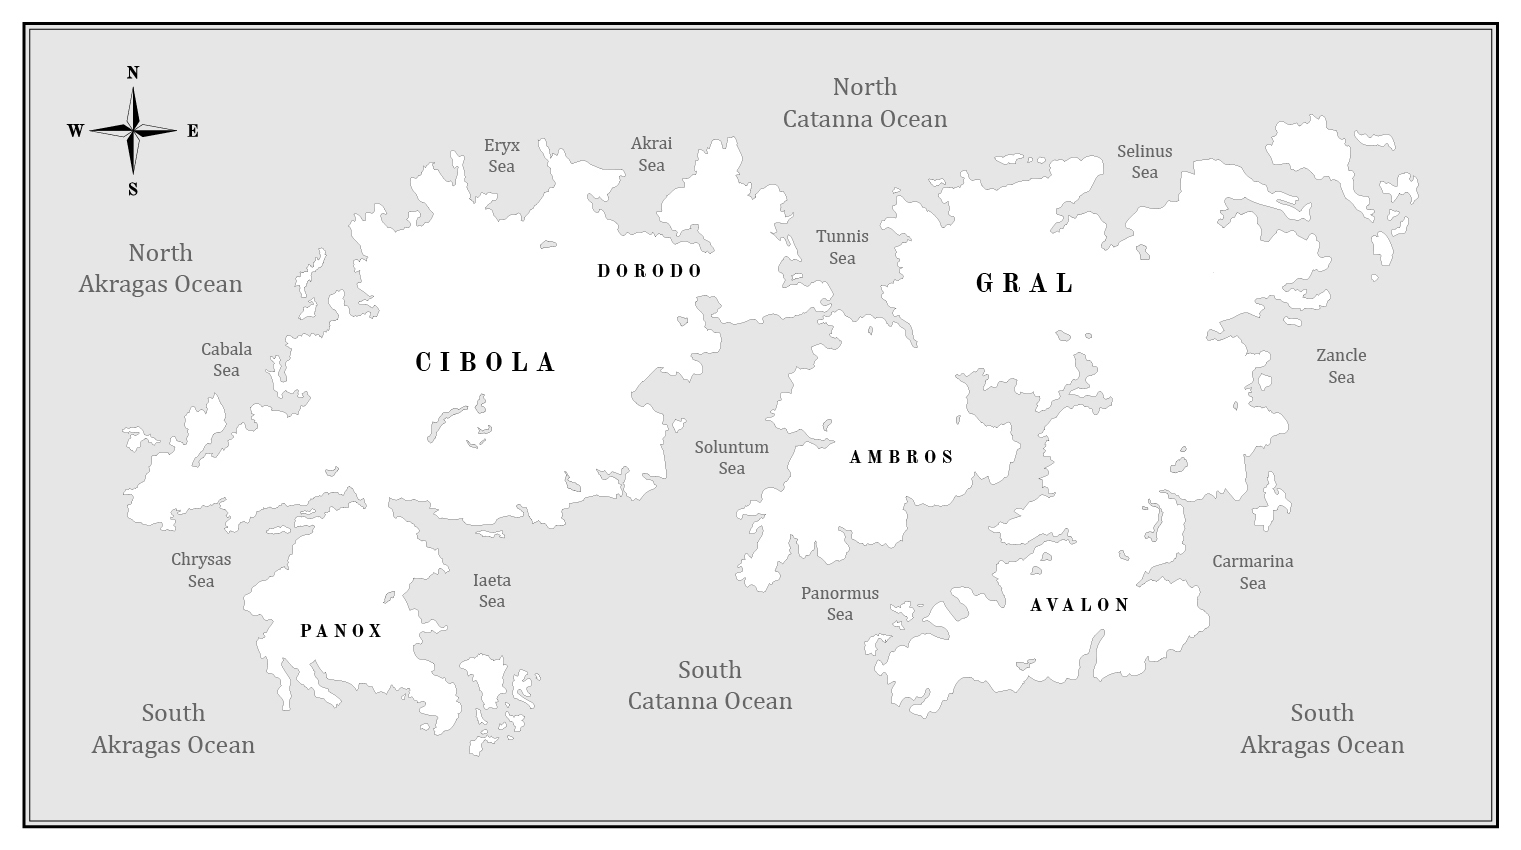 N
W
E
S
North
Catanna Ocean
Eryx
Sea
Akrai
Sea
Selinus
Sea
North
Akragas Ocean
Tunnis
Sea
DORODO
GRAL
Cabala
Sea
CIBOLA
Zancle
Sea
Soluntum
Sea
AMBROS
Chrysas
Sea
Iaeta
Sea
Panormus
Sea
Carmarina
Sea
AVALON
PANOX
South
Catanna Ocean
South
Akragas Ocean
South
Akragas Ocean